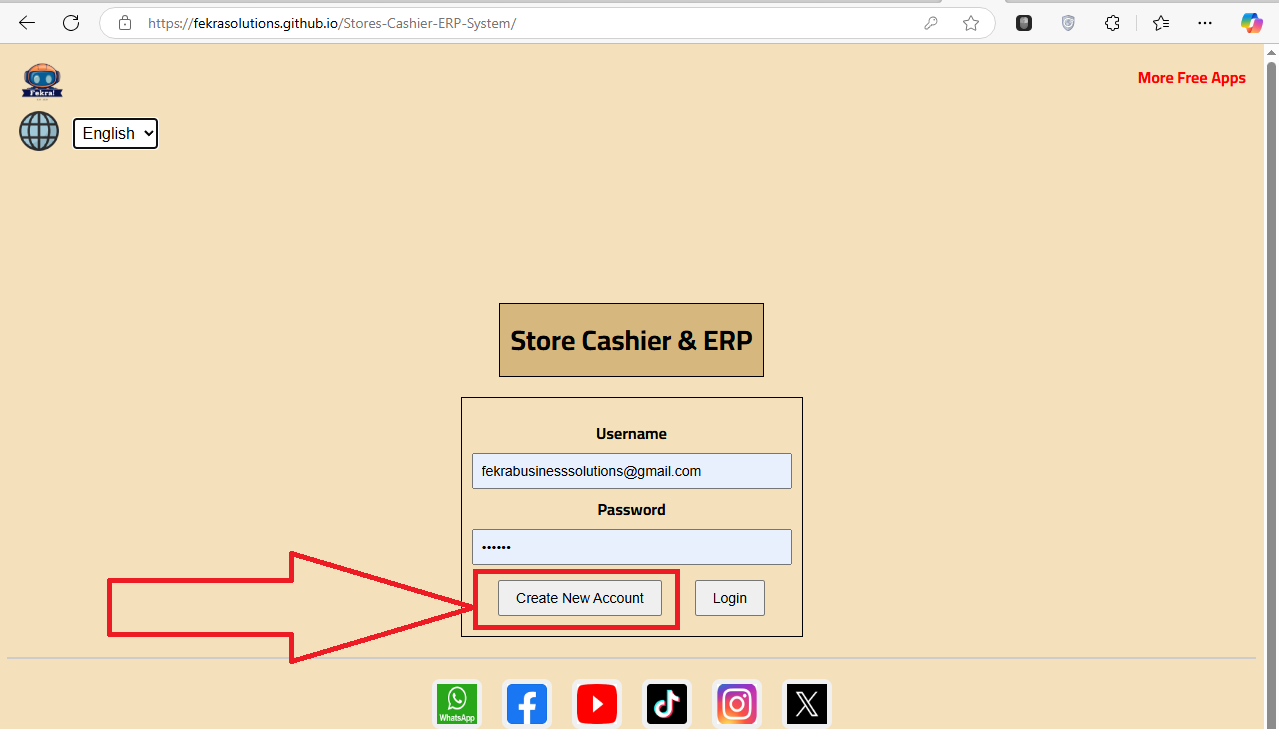 https://fekrasolutions.github.io/Stores-Cashier-ERP-System/
Fekra!
More Free Apps
English
Store Cashier & ERP
Username
fekrabusinesssolutions@gmail.com
Password
••••••
Create New Account
Login
WhatsApp